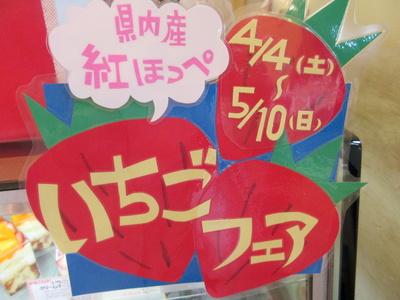 県内産
紅ほっぺ
4/4(土)
～
5/10(日)
いちご
フェア